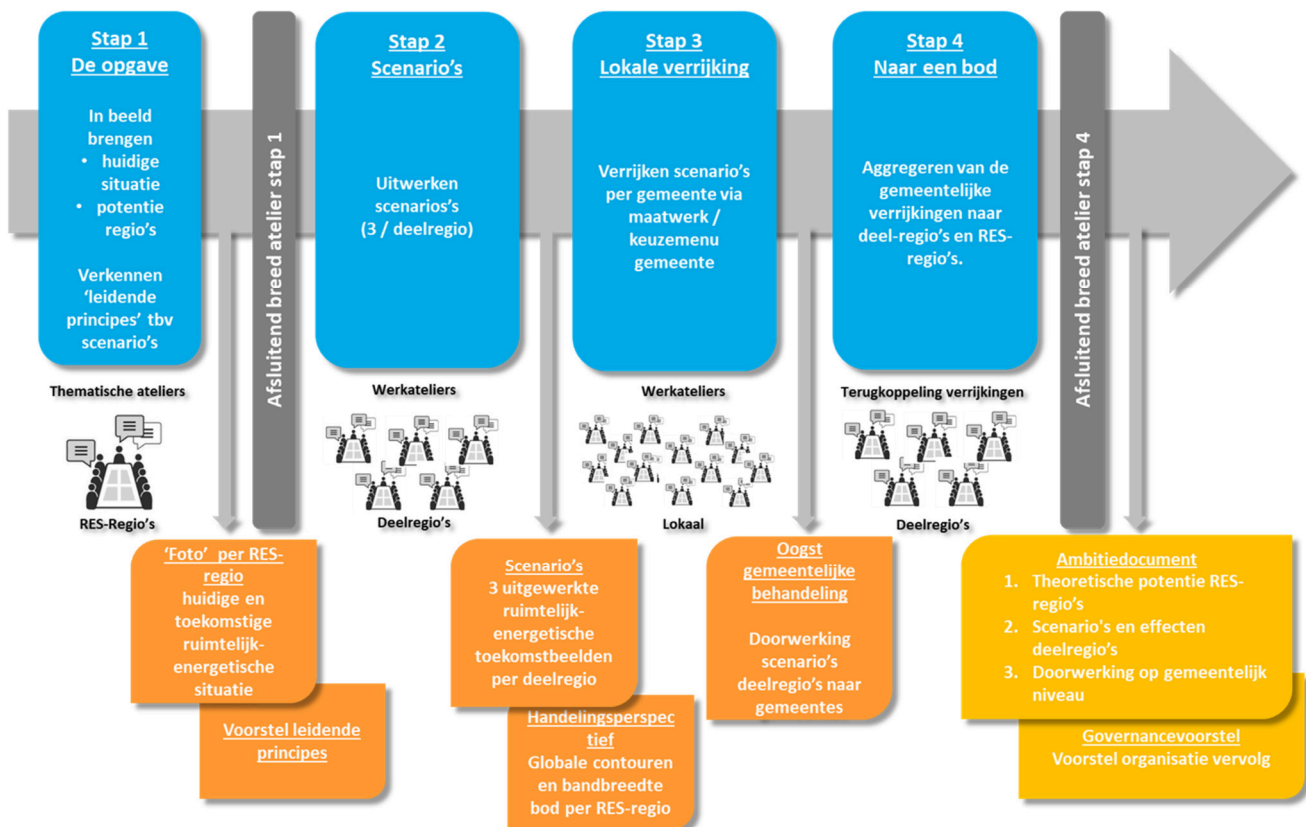 Stap 1
De opgave
In beeld
brengen
• huidige
situatie
• potentie
regio's
Verkennen
'leidende
principes' tbv
scenario's
Thematische ateliers
RES-Regio's
Afsluitend breed atelier stap 1
Stap 2
Scenario's
Uitwerken
scenarios's
(3 / deelregio)
Werkateliers
Deelregio's
Stap 3
Lokale verrijking
Verrijken scenario's
per gemeente via
maatwerk /
keuzemenu
gemeente
Werkateliers
Lokaal
Stap 4
Naar een bod
Aggregeren van de
gemeentelijke
verrijkingen naar
deel-regio's en RES-
regio's.
Terugkoppeling verrijkingen
Deelregio's
Afsluitend breed atelier stap 4
'Foto' per RES-
regio
huidige en
toekomstige
ruimtelijk-
energetische
situatie
Voorstel leidende
principes
Scenario's
3 uitgewerkte
ruimtelijk-
energetische
toekomstbeelden
per deelregio
Handelingsperspec
tief
Globale contouren
en bandbreedte
bod per RES-regio
Oogst
gemeentelijke
behandeling
Doorwerking
scenario's
deelregio's naar
gemeentes
Ambitiedocument
1. Theoretische potentie RES-
regio's
2. Scenario's en effecten
deelregio's
3. Doorwerking op gemeentelijk
niveau
Governancevoorstel
Voorstel organisatie vervolg